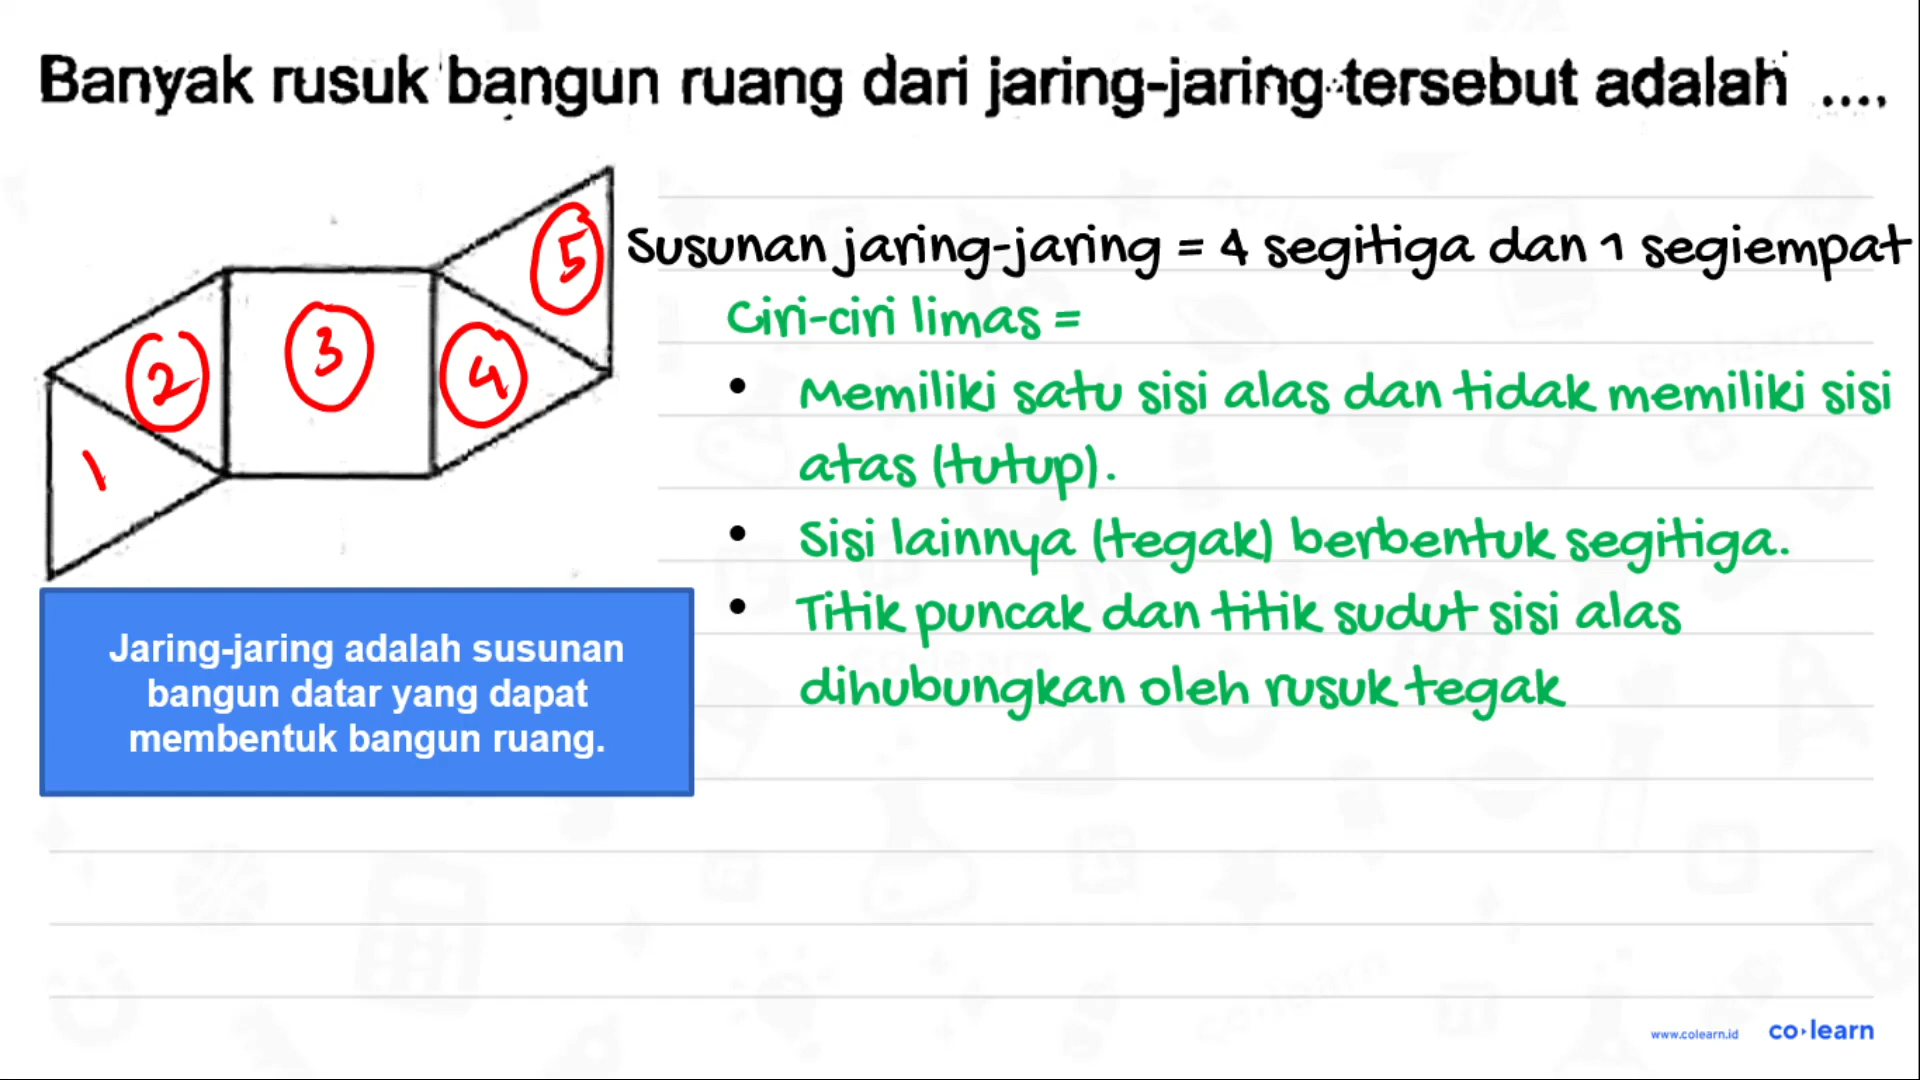 Banyak rusuk bangun ruang dari jaring-jaring tersebut adalah ....
5
Susunan jaring-jaring = 4 segitiga dan 1 segiempat
Ciri-ciri limas =
2
3
4
• Memiliki satu sisi alas dan tidak memiliki sisi
atas (tutup).
1
• Sisi lainnya (tegak) berbentuk segitiga.
• Titik puncak dan titik sudut sisi alas
dihubungkan oleh rusuk tegak
Jaring-jaring adalah susunan
bangun datar yang dapat
membentuk bangun ruang.
www.colearn.id
co learn